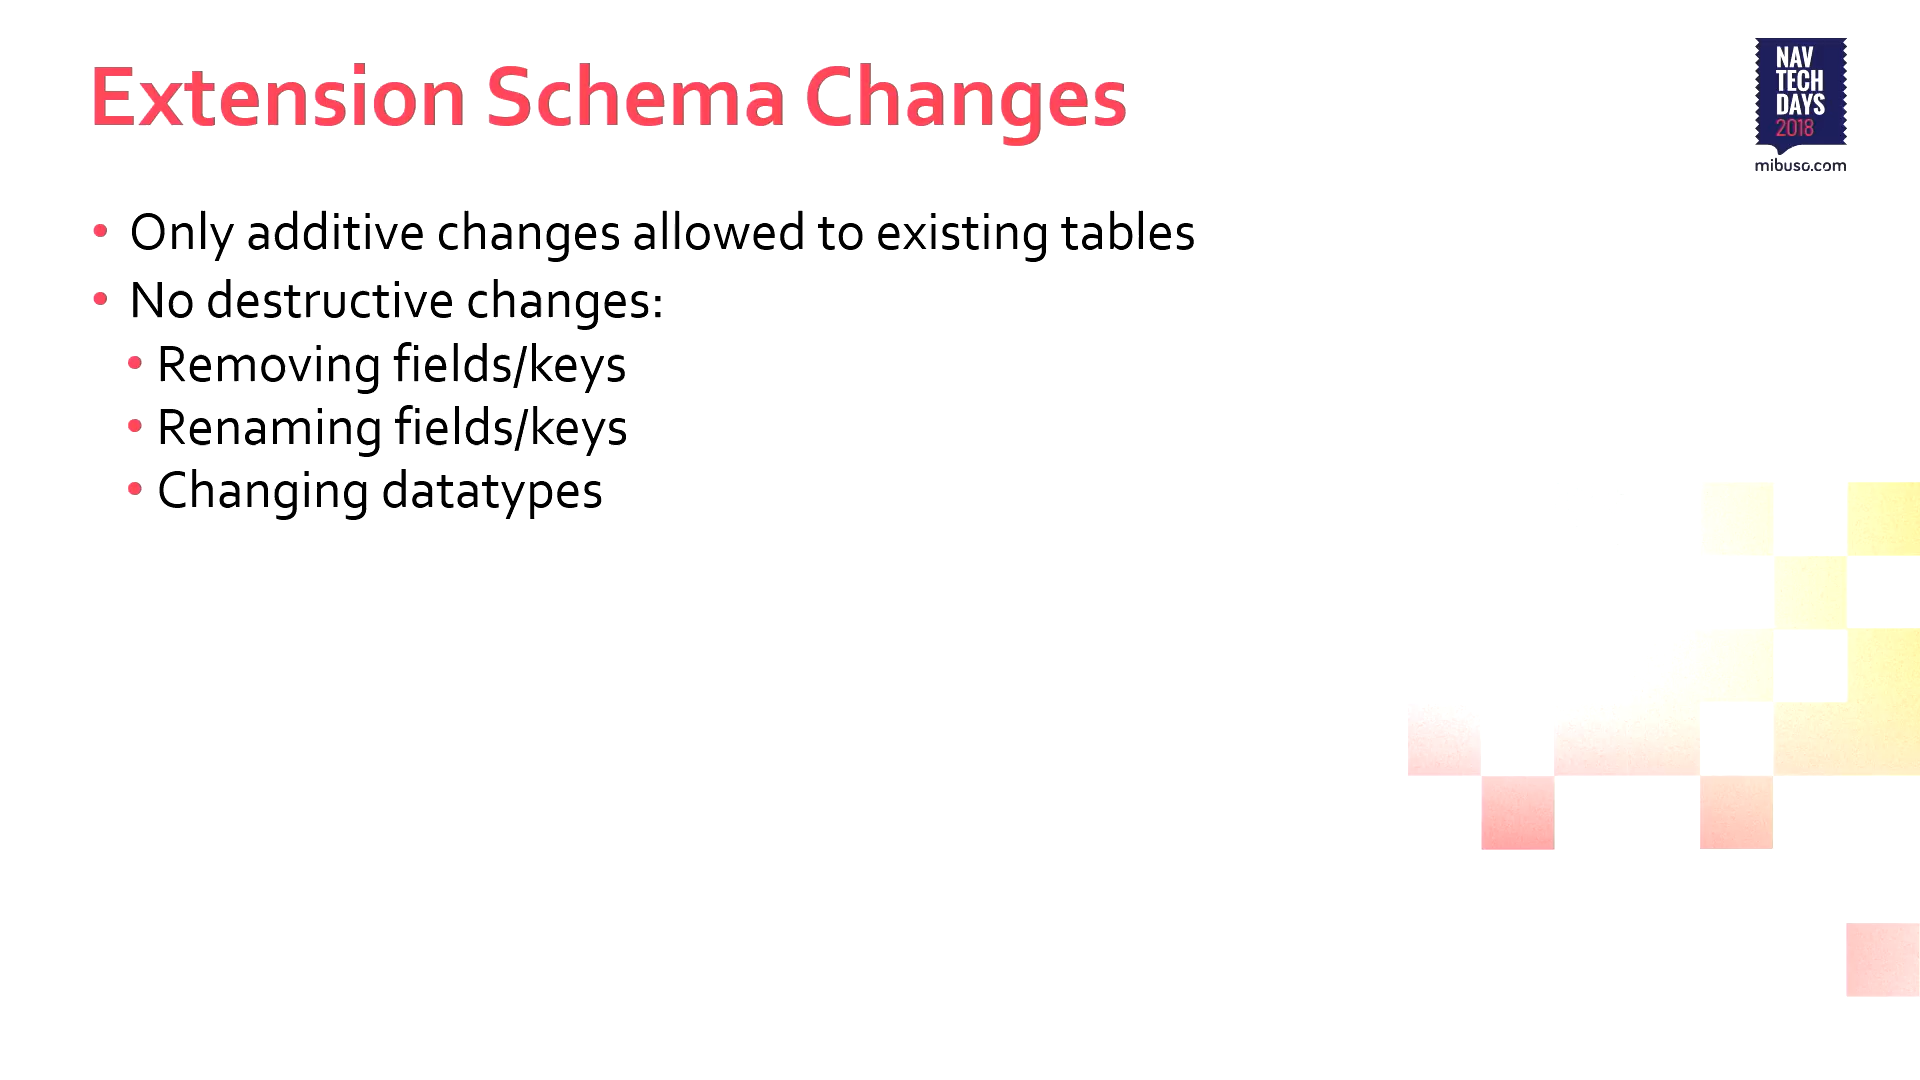 Extension Schema Changes
NAV
TECH
DAYS
2018
mibuso.com
• Only additive changes allowed to existing tables
• No destructive changes:
• Removing fields/keys
• Renaming fields/keys
• Changing datatypes